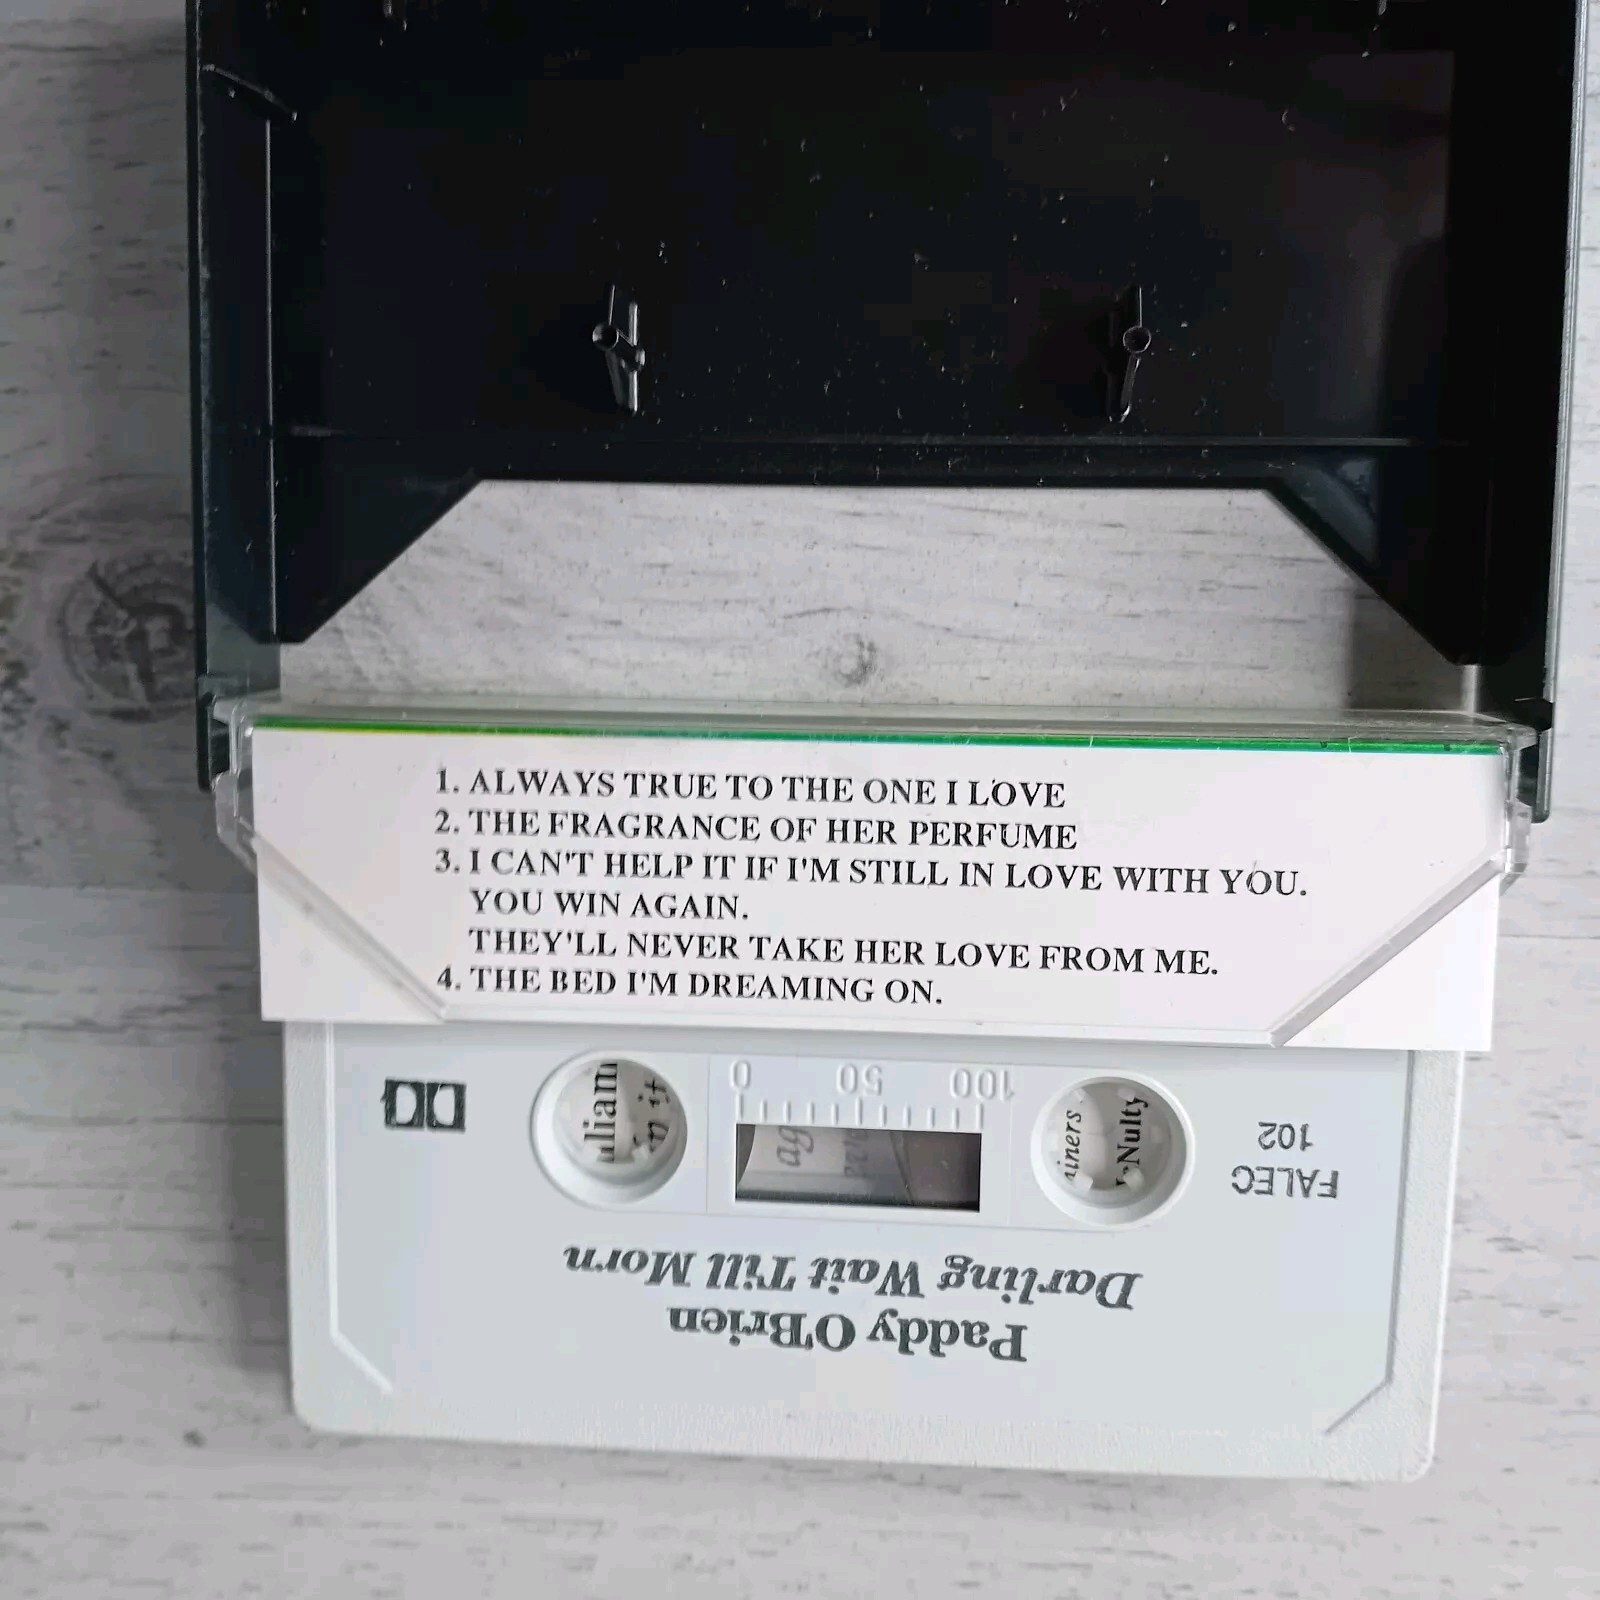 1. ALWAYS TRUE TO THE ONE I LOVE
2. THE FRAGRANCE OF HER PERFUME
3. I CAN'T HELP IT IF I'M STILL IN LOVE WITH YOU.
YOU WIN AGAIN.
THEY'LL NEVER TAKE HER LOVE FROM ME.
4. THE BED I'M DREAMING ON.
Paddy O'Brien
Darling Wait Till Morn
FALEC
102
0 50 100